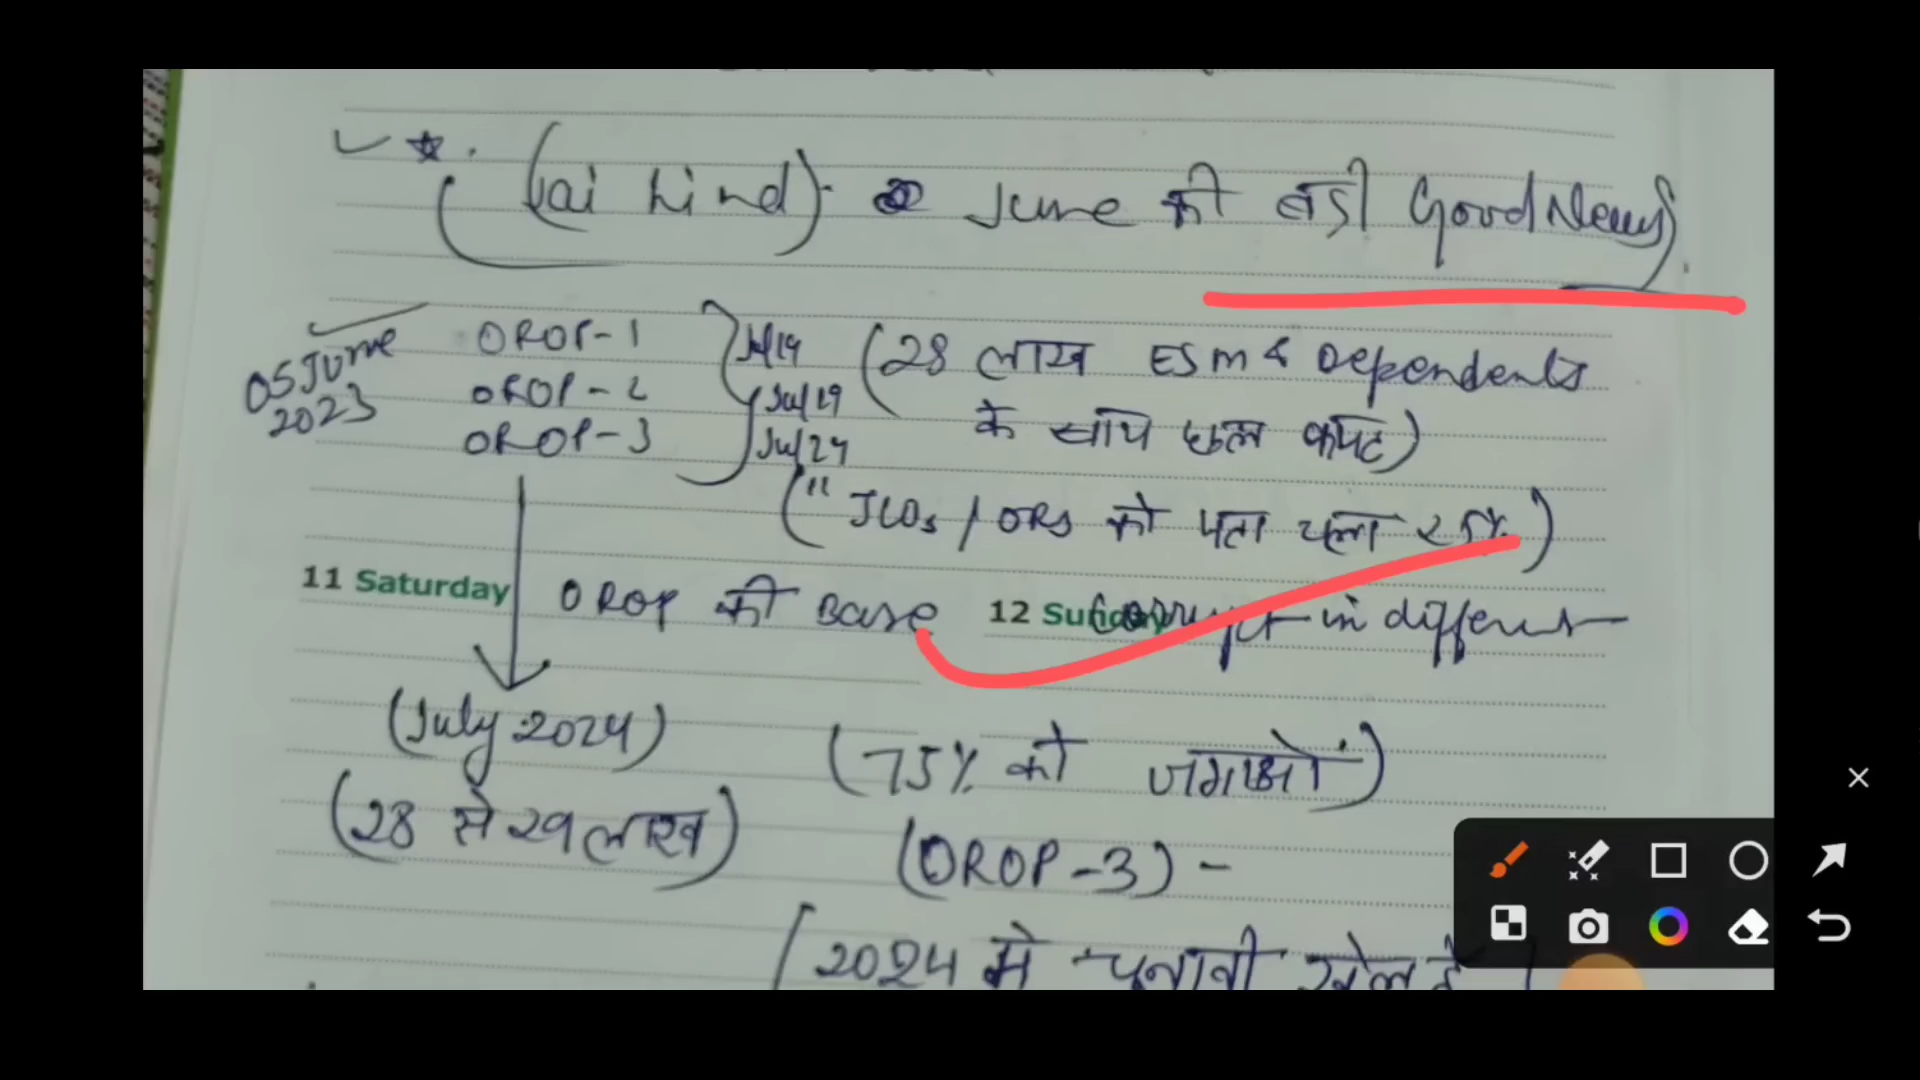 (Jai hind) - June की बड़ी Good News
05 June 2023
OROP-1
OROP-2
OROP-3
Jul19
Jul24
(28 लाख ESM & Dependents
के साथ छल कपट)
("JCOs / ORs को पता चला 25%)
11 Saturday
12 Sunday
OROP की Base Corrupt in different
(July 2024)
(75% को जगाओ)
(28 से 29 लाख)
(OROP-3) -
(2024 मे चुनावी खेल है